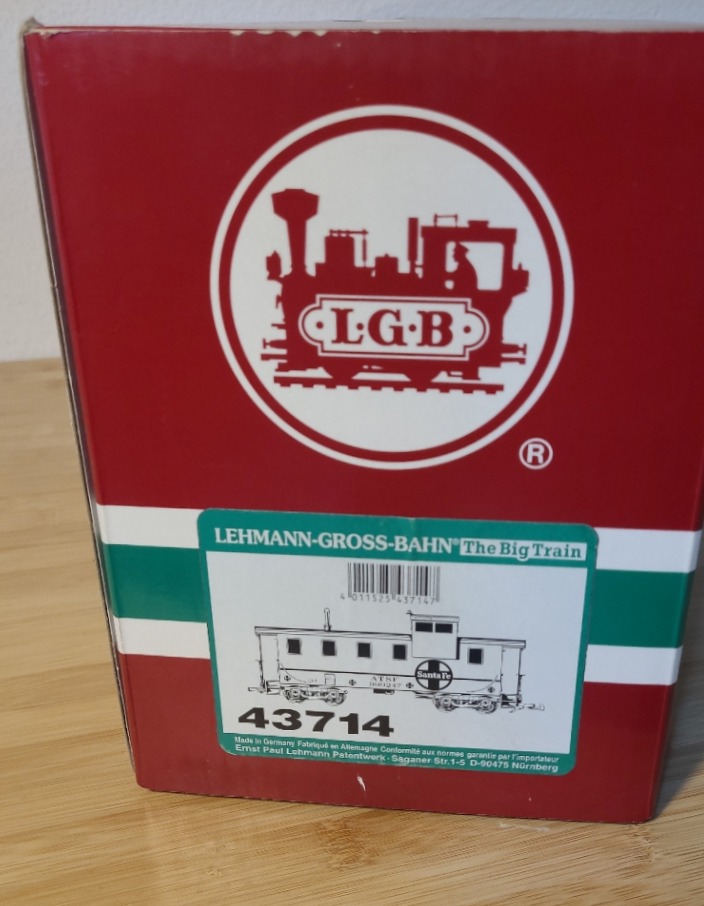 L·G·B
®
LEHMANN-GROSS-BAHN® The Big Train
4 011525 437147
Santa Fe
ATSF
43714
Made in Germany Fabriqué en Allemagne Conformité aux normes garantie par l'importateur
Ernst Paul Lehmann Patentwerk · Saganer Str.1-5 D-90475 Nürnberg